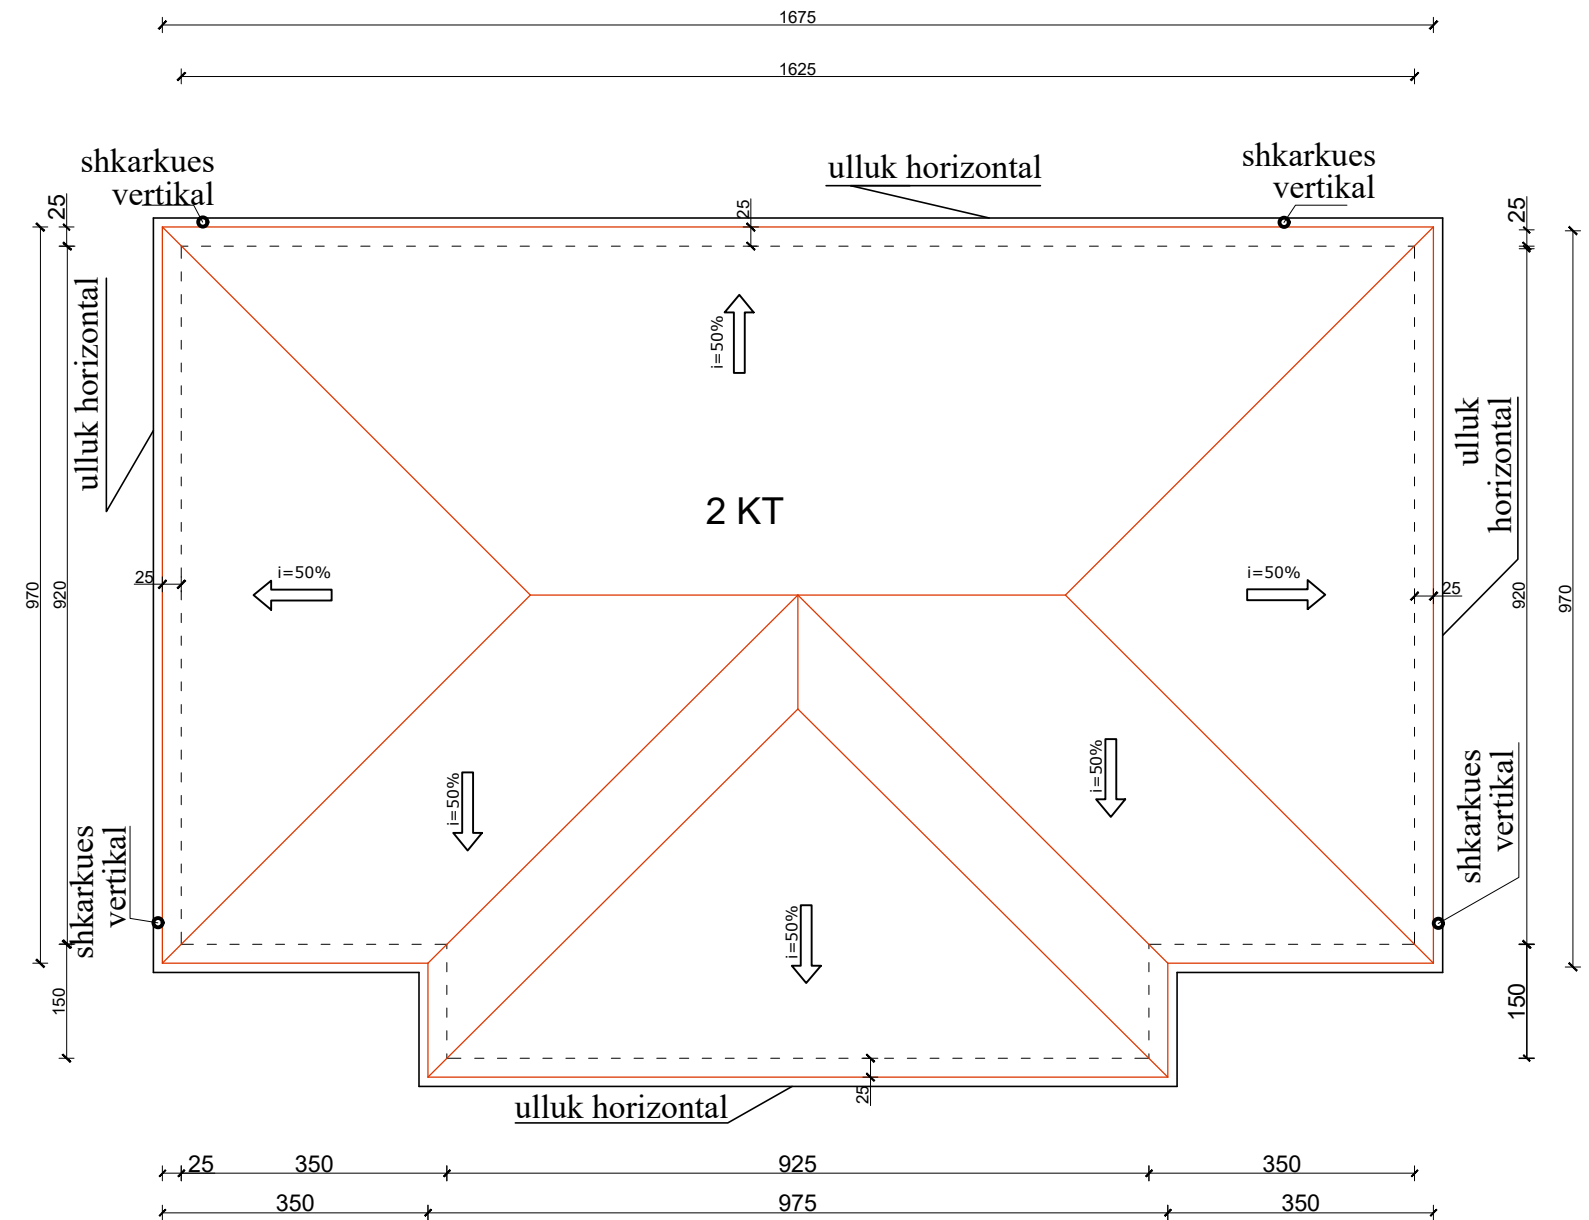 1675
1625
shkarkues
vertikal
ulluk horizontal
shkarkues
vertikal
25
25
25
ulluk horizontal
i=50%
ulluk
horizontal
2 KT
970
920
25
i=50%
i=50%
25
920
970
i=50%
i=50%
shkarkues
vertikal
shkarkues
vertikal
i=50%
150
150
25
ulluk horizontal
25
350
925
350
350
975
350